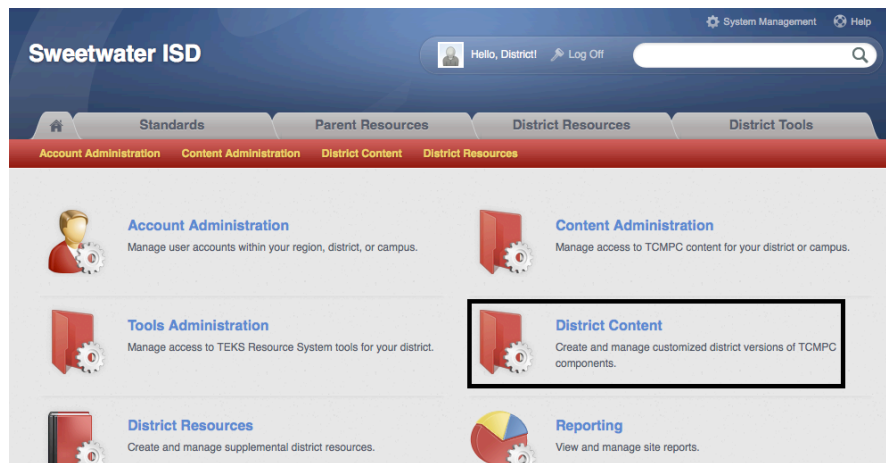 System Management Help
Sweetwater ISD
Hello, District! Log Off
Standards Parent Resources District Resources District Tools
Account Administration Content Administration District Content District Resources
Account Administration
Manage user accounts within your region, district, or campus.
Content Administration
Manage access to TCMPC content for your district or campus.
Tools Administration
Manage access to TEKS Resource System tools for your district.
District Content
Create and manage customized district versions of TCMPC
components.
District Resources
Create and manage supplemental district resources.
Reporting
View and manage site reports.